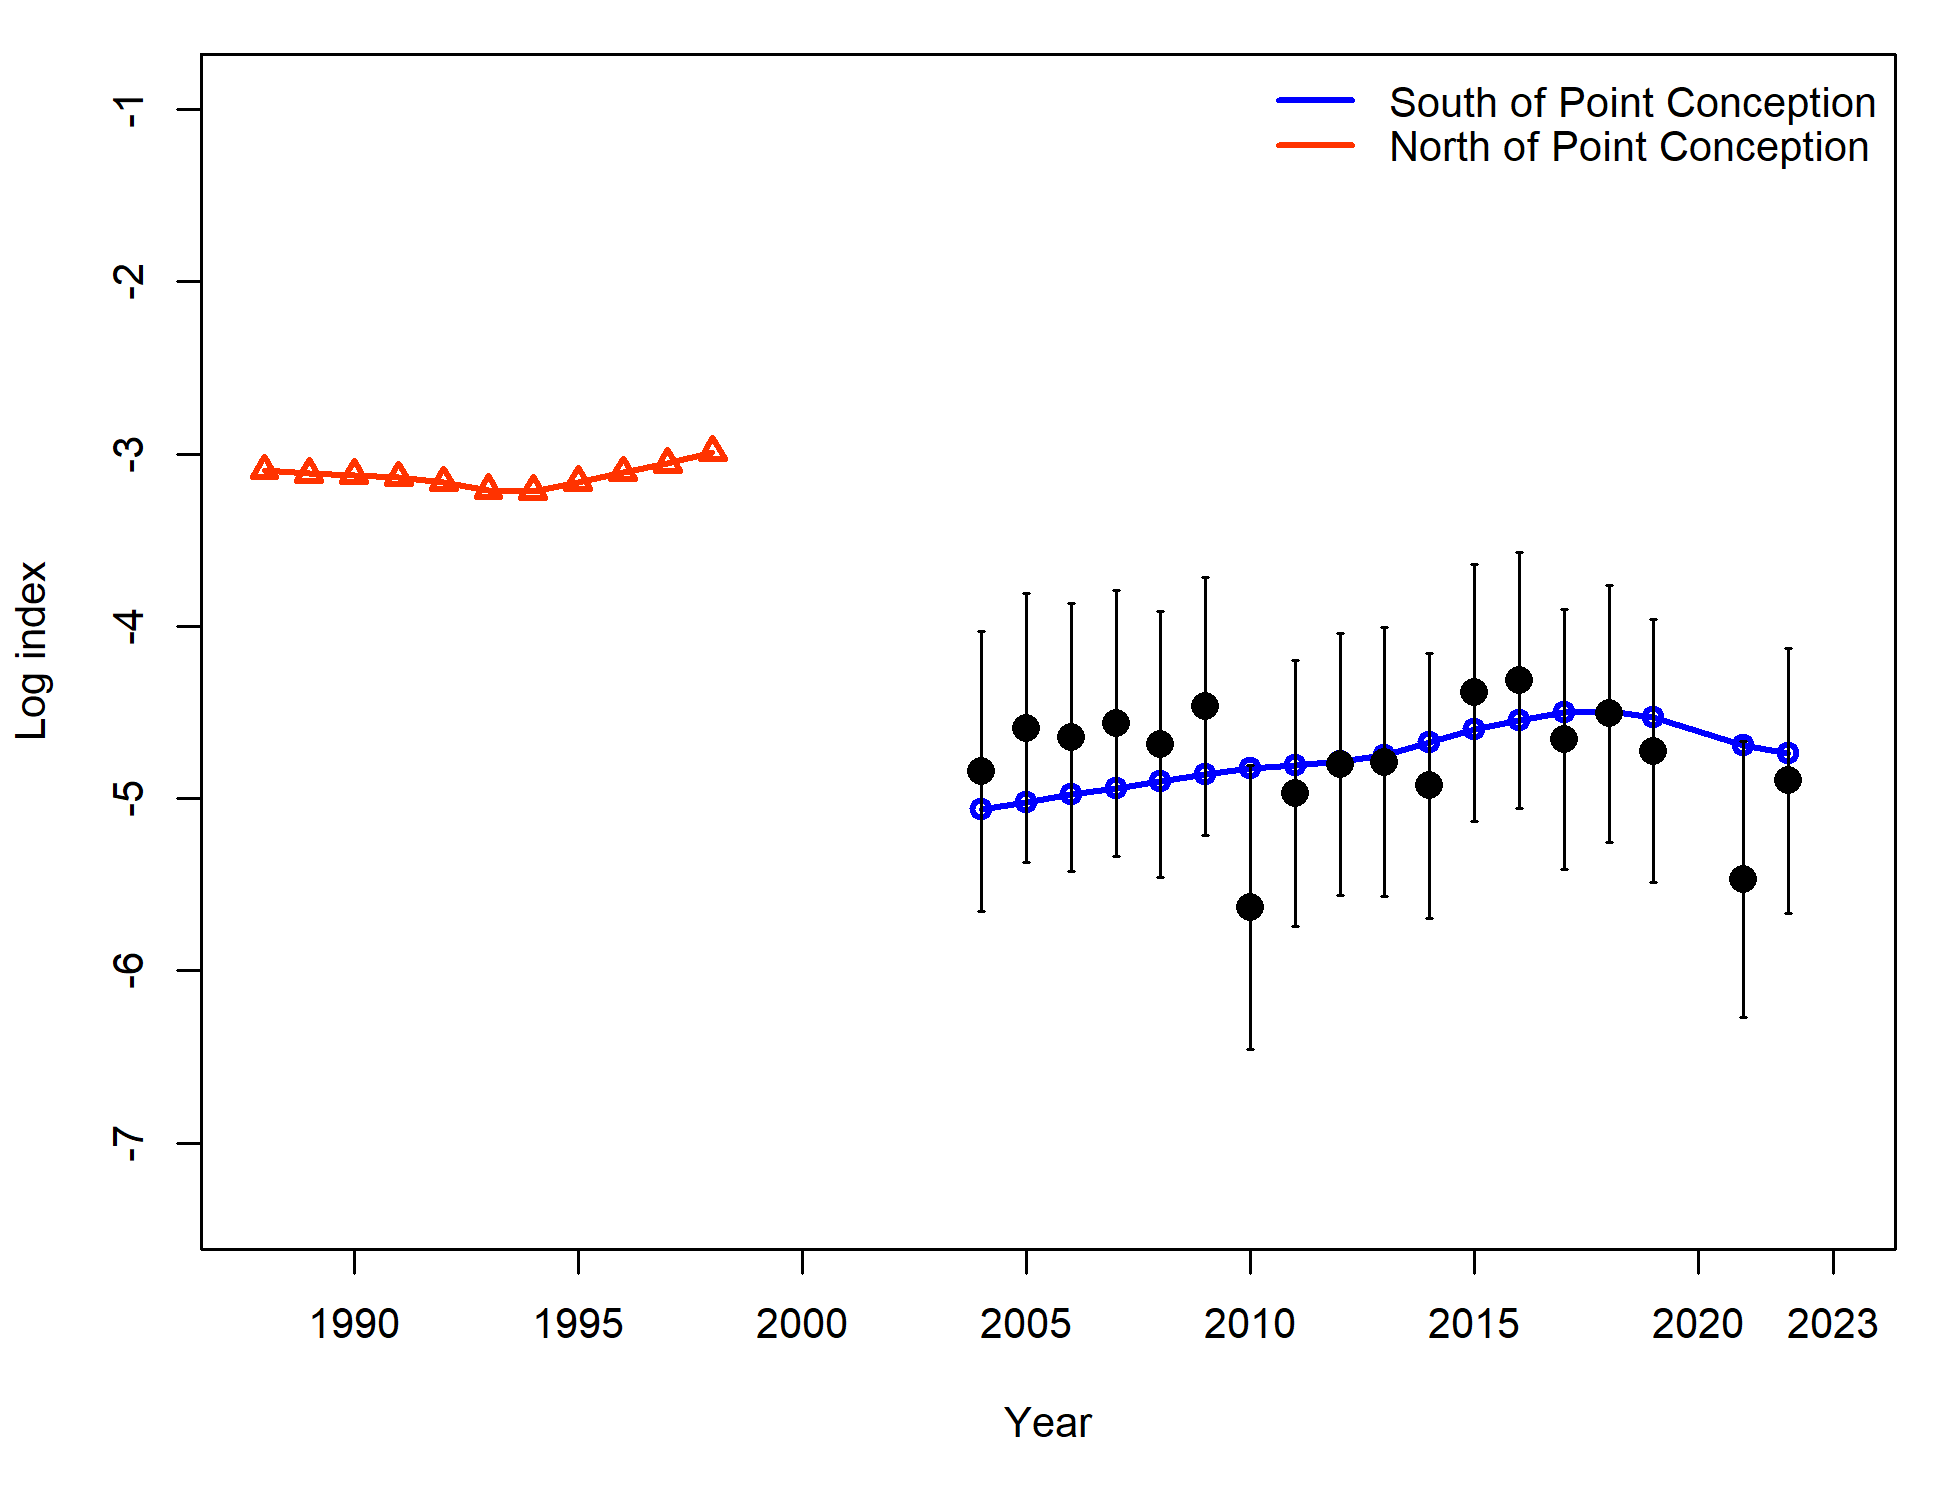 South of Point Conception
North of Point Conception
-1
-2
-3
-4
-5
-6
-7
Log index
1990 1995 2000 2005 2010 2015 2020 2023
Year